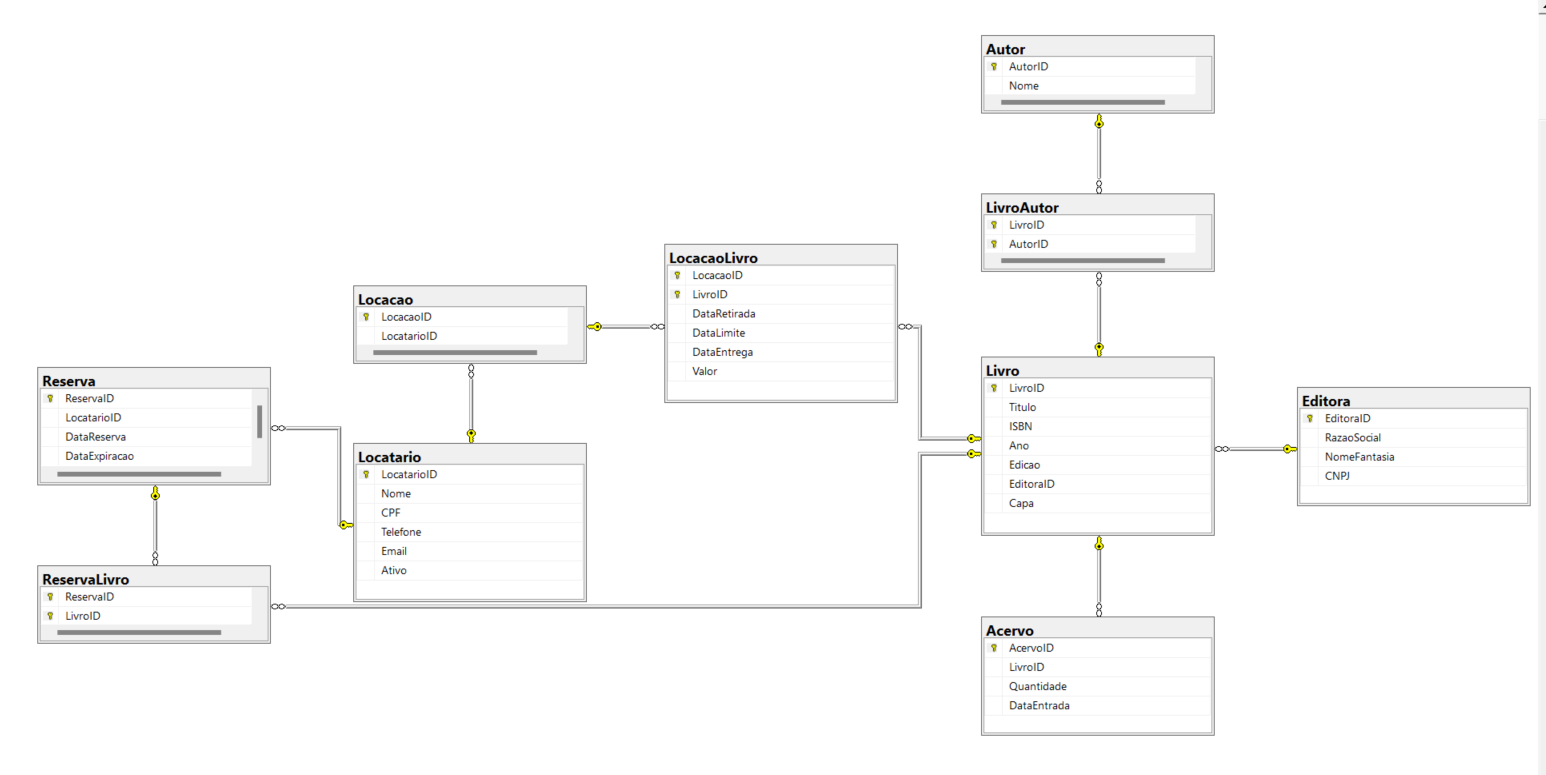 Autor
AutorID
Nome
LivroAutor
LivroID
AutorID
LocacaoLivro
LocacaoID
LivroID
DataRetirada
DataLimite
DataEntrega
Valor
Locacao
LocacaoID
LocatarioID
Reserva
ReservaID
LocatarioID
DataReserva
DataExpiracao
Locatario
LocatarioID
Nome
CPF
Telefone
Email
Ativo
Livro
LivroID
Titulo
ISBN
Ano
Edicao
EditoraID
Capa
Editora
EditoraID
RazaoSocial
NomeFantasia
CNPJ
ReservaLivro
ReservaID
LivroID
Acervo
AcervoID
LivroID
Quantidade
DataEntrada